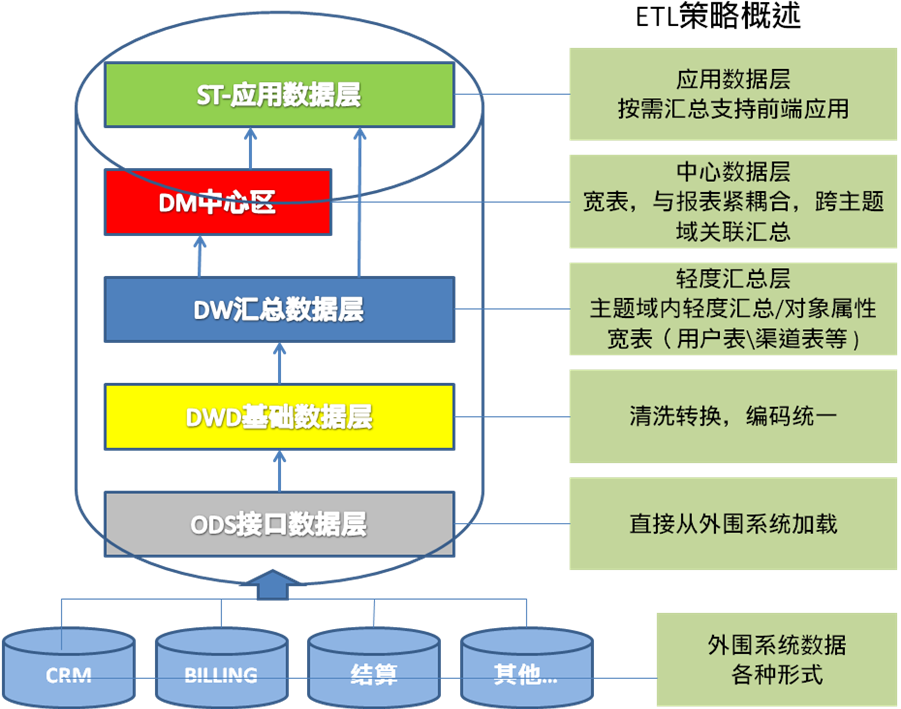 ETL策略概述
ST-应用数据层
应用数据层
按需汇总支持前端应用
DM中心区
中心数据层
宽表，与报表紧耦合，跨主题
域关联汇总
DW汇总数据层
轻度汇总层
主题域内轻度汇总/对象属性
宽表（用户表\渠道表等）
DWD基础数据层
清洗转换，编码统一
ODS接口数据层
直接从外围系统加载
CRM
BILLING
结算
其他...
外围系统数据
各种形式